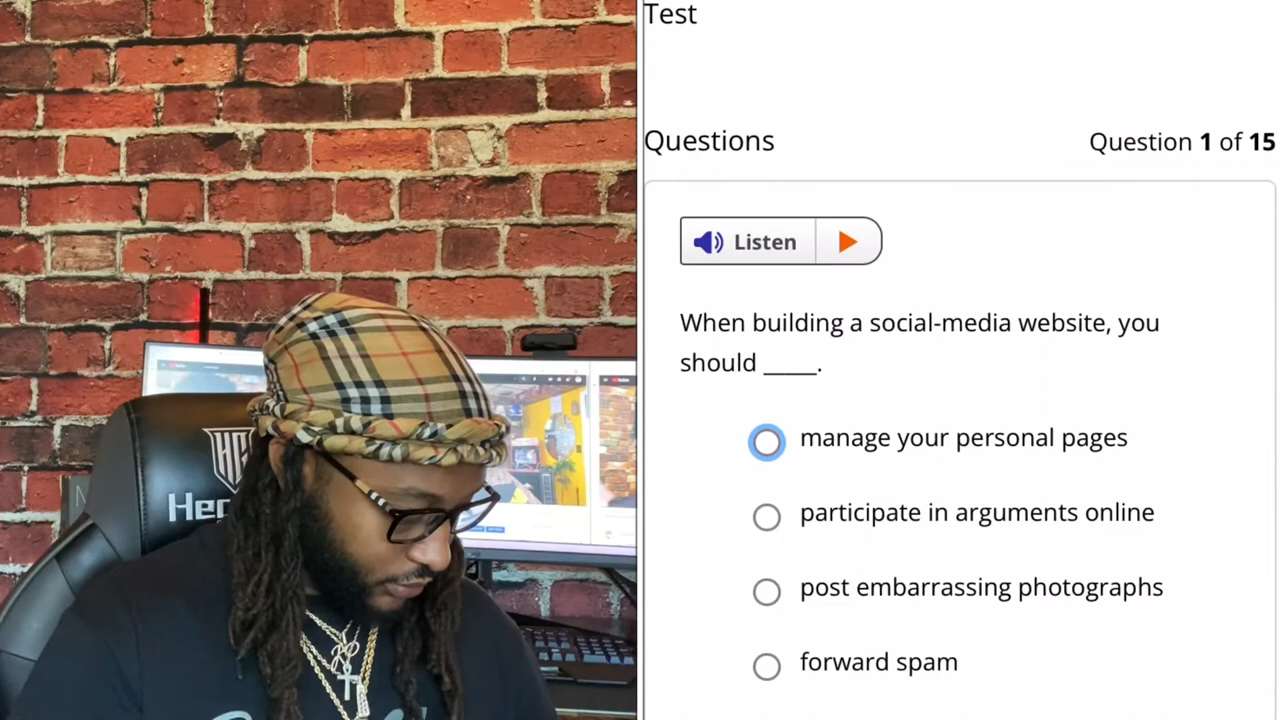 Test
Questions
Question 1 of 15
Listen
When building a social-media website, you
should _____.
manage your personal pages
participate in arguments online
post embarrassing photographs
forward spam
Her